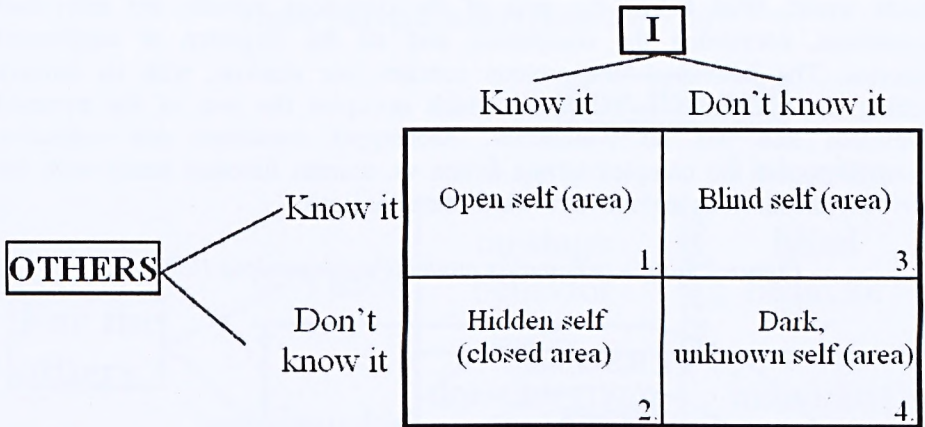 I
Know it
Don't know it
OTHERS
Know it
Don't
know it
Open self (area)
1.
Blind self (area)
3.
Hidden self
(closed area)
2.
Dark,
unknown self (area)
4.